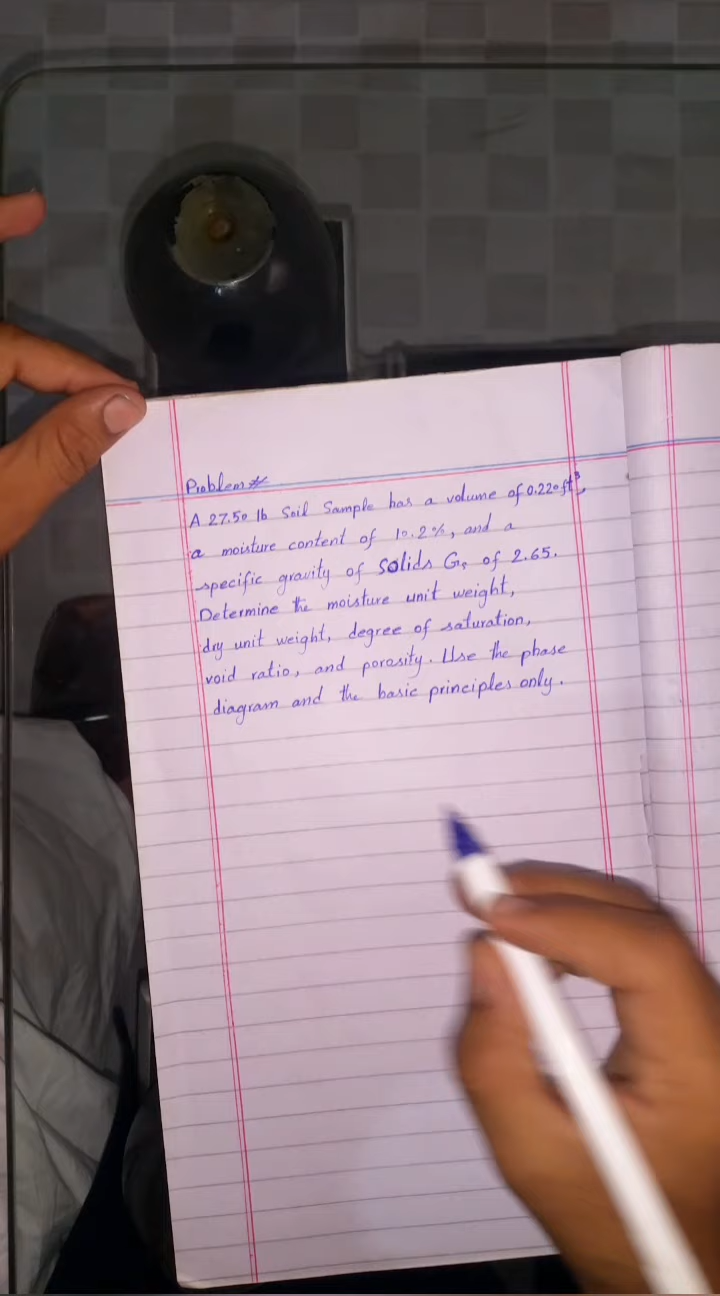 Problem #
A 27.50 lb Soil Sample has a volume of 0.220 ft³,
a moisture content of 10.2%, and a
specific gravity of Solids Gs of 2.65.
Determine the moisture unit weight,
dry unit weight, degree of saturation,
void ratio, and porosity. Use the phase
diagram and the basic principles only.